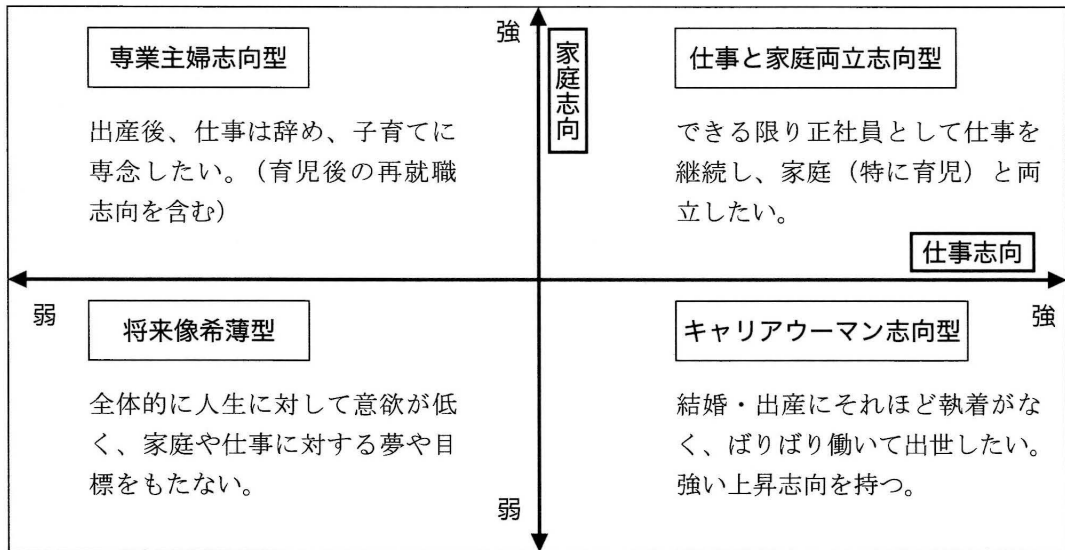 専業主婦志向型
出産後、仕事は辞め、子育てに
専念したい。（育児後の再就職
志向を含む）
強
家庭志向
仕事と家庭両立志向型
できる限り正社員として仕事を
継続し、家庭（特に育児）と両
立したい。
仕事志向
弱
強
将来像希薄型
全体的に人生に対して意欲が低
く、家庭や仕事に対する夢や目
標をもたない。
弱
キャリアウーマン志向型
結婚・出産にそれほど執着がな
く、ばりばり働いて出世したい。
強い上昇志向を持つ。